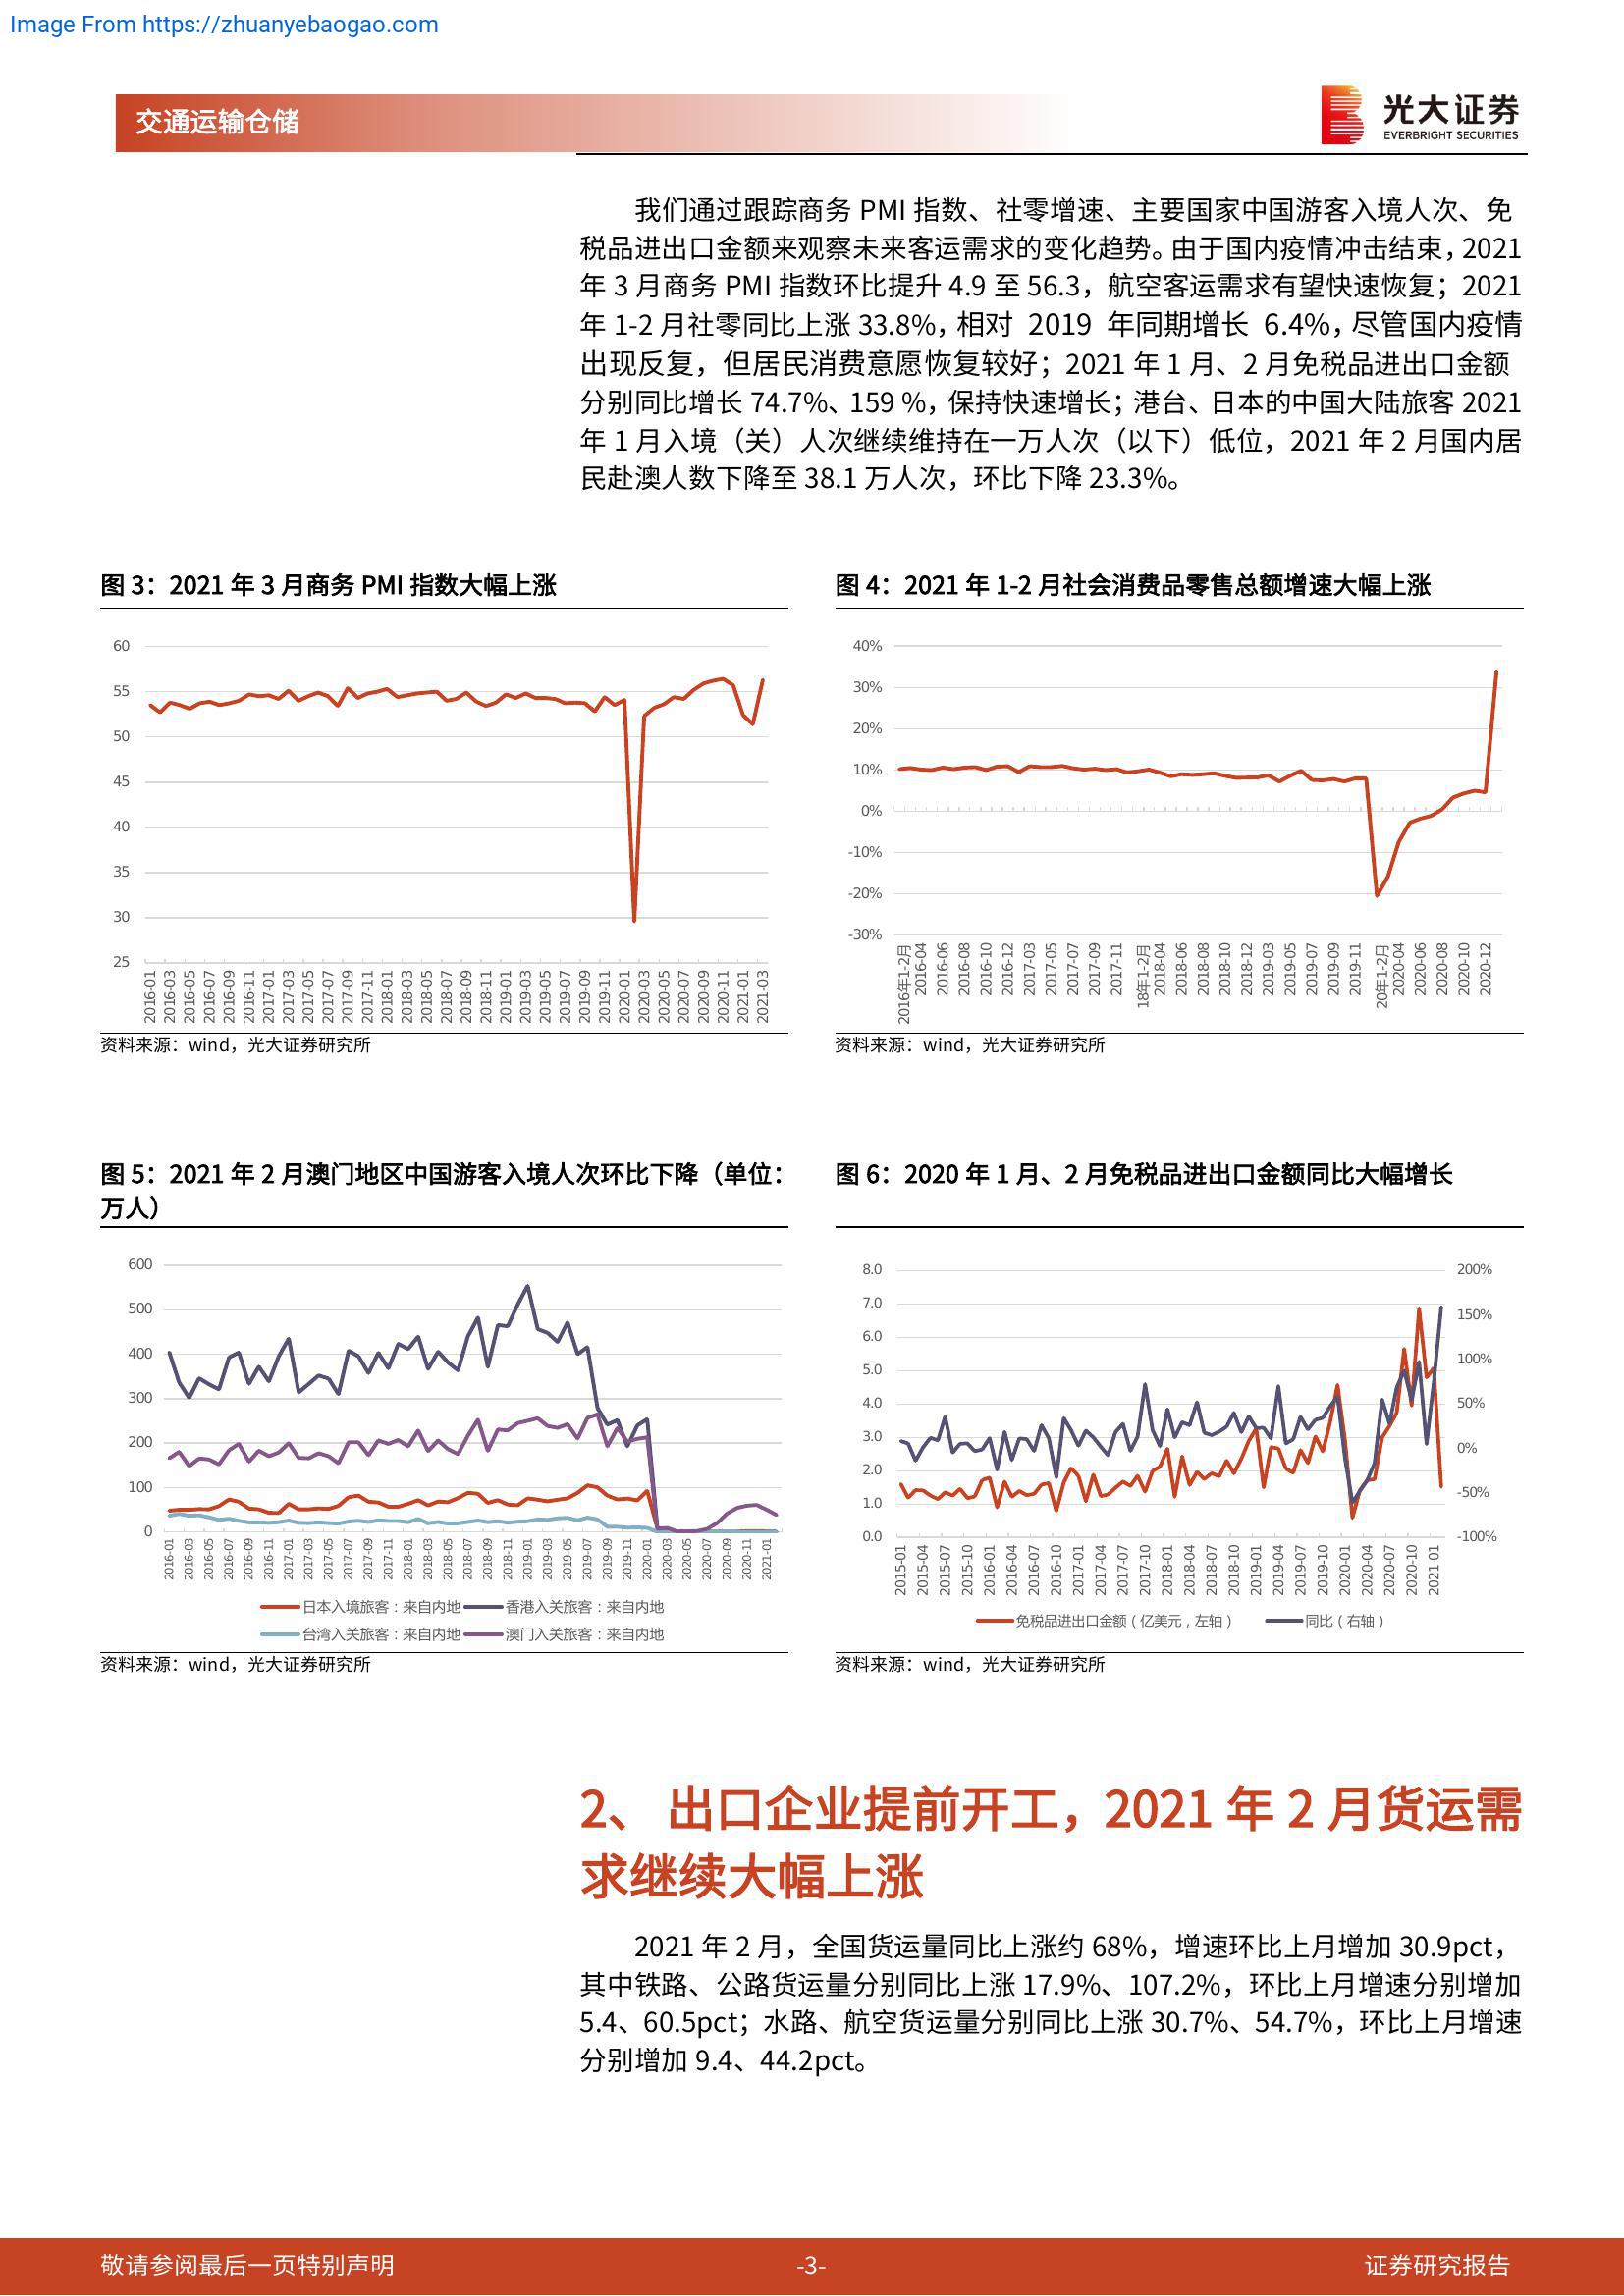 Image From https://zhuanyebaogao.com
交通运输仓储
光大证券
EVERBRIGHT SECURITIES
我们通过跟踪商务 PMI 指数、社零增速、主要国家中国游客入境人次、免
税品进出口金额来观察未来客运需求的变化趋势。由于国内疫情冲击结束，2021
年 3 月商务 PMI 指数环比提升 4.9 至 56.3，航空客运需求有望快速恢复；2021
年 1-2 月社零同比上涨 33.8%，相对 2019 年同期增长 6.4%，尽管国内疫情
出现反复，但居民消费意愿恢复较好；2021 年 1 月、2 月免税品进出口金额
分别同比增长 74.7%、159 %，保持快速增长；港台、日本的中国大陆旅客 2021
年 1 月入境（关）人次继续维持在一万人次（以下）低位，2021 年 2 月国内居
民赴澳人数下降至 38.1 万人次，环比下降 23.3%。
图 3：2021 年 3 月商务 PMI 指数大幅上涨
60
55
50
45
40
35
30
25
2016-01 2016-03 2016-05 2016-07 2016-09 2016-11 2017-01 2017-03 2017-05 2017-07 2017-09 2017-11 2018-01 2018-03 2018-05 2018-07 2018-09 2018-11 2019-01 2019-03 2019-05 2019-07 2019-09 2019-11 2020-01 2020-03 2020-05 2020-07 2020-09 2020-11 2021-01 2021-03
资料来源：wind，光大证券研究所
图 4：2021 年 1-2 月社会消费品零售总额增速大幅上涨
40%
30%
20%
10%
0%
-10%
-20%
-30%
2016年1-2月 2016-04 2016-06 2016-08 2016-10 2016-12 2017-03 2017-05 2017-07 2017-09 2017-11 18年1-2月 2018-04 2018-06 2018-08 2018-10 2018-12 2019-03 2019-05 2019-07 2019-09 2019-11 20年1-2月 2020-04 2020-06 2020-08 2020-10 2020-12
资料来源：wind，光大证券研究所
图 5：2021 年 2 月澳门地区中国游客入境人次环比下降（单位：
万人）
600
500
400
300
200
100
0
2016-01 2016-03 2016-05 2016-07 2016-09 2016-11 2017-01 2017-03 2017-05 2017-07 2017-09 2017-11 2018-01 2018-03 2018-05 2018-07 2018-09 2018-11 2019-01 2019-03 2019-05 2019-07 2019-09 2019-11 2020-01 2020-03 2020-05 2020-07 2020-09 2020-11 2021-01
日本入境旅客：来自内地 香港入关旅客：来自内地
台湾入关旅客：来自内地 澳门入关旅客：来自内地
资料来源：wind，光大证券研究所
图 6：2020 年 1 月、2 月免税品进出口金额同比大幅增长
8.0
7.0
6.0
5.0
4.0
3.0
2.0
1.0
0.0
200%
150%
100%
50%
0%
-50%
-100%
2015-01 2015-04 2015-07 2015-10 2016-01 2016-04 2016-07 2016-10 2017-01 2017-04 2017-07 2017-10 2018-01 2018-04 2018-07 2018-10 2019-01 2019-04 2019-07 2019-10 2020-01 2020-04 2020-07 2020-10 2021-01
免税品进出口金额（亿美元，左轴） 同比（右轴）
资料来源：wind，光大证券研究所
2、 出口企业提前开工，2021 年 2 月货运需
求继续大幅上涨
2021 年 2 月，全国货运量同比上涨约 68%，增速环比上月增加 30.9pct，
其中铁路、公路货运量分别同比上涨 17.9%、107.2%，环比上月增速分别增加
5.4、60.5pct；水路、航空货运量分别同比上涨 30.7%、54.7%，环比上月增速
分别增加 9.4、44.2pct。
敬请参阅最后一页特别声明
-3-
证券研究报告